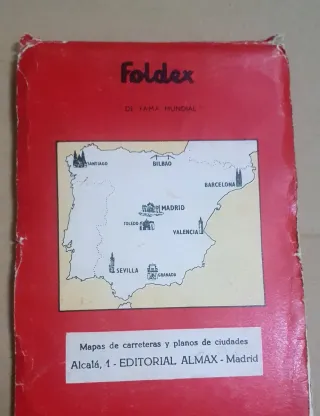 Foldex
DE FAMA MUNDIAL
SANTIAGO
BILBAO
BARCELONA
MADRID
TOLEDO
VALENCIA
SEVILLA
GRANADA
Mapas de carreteras y planos de ciudades
Alcalá, 1 - EDITORIAL ALMAX - Madrid